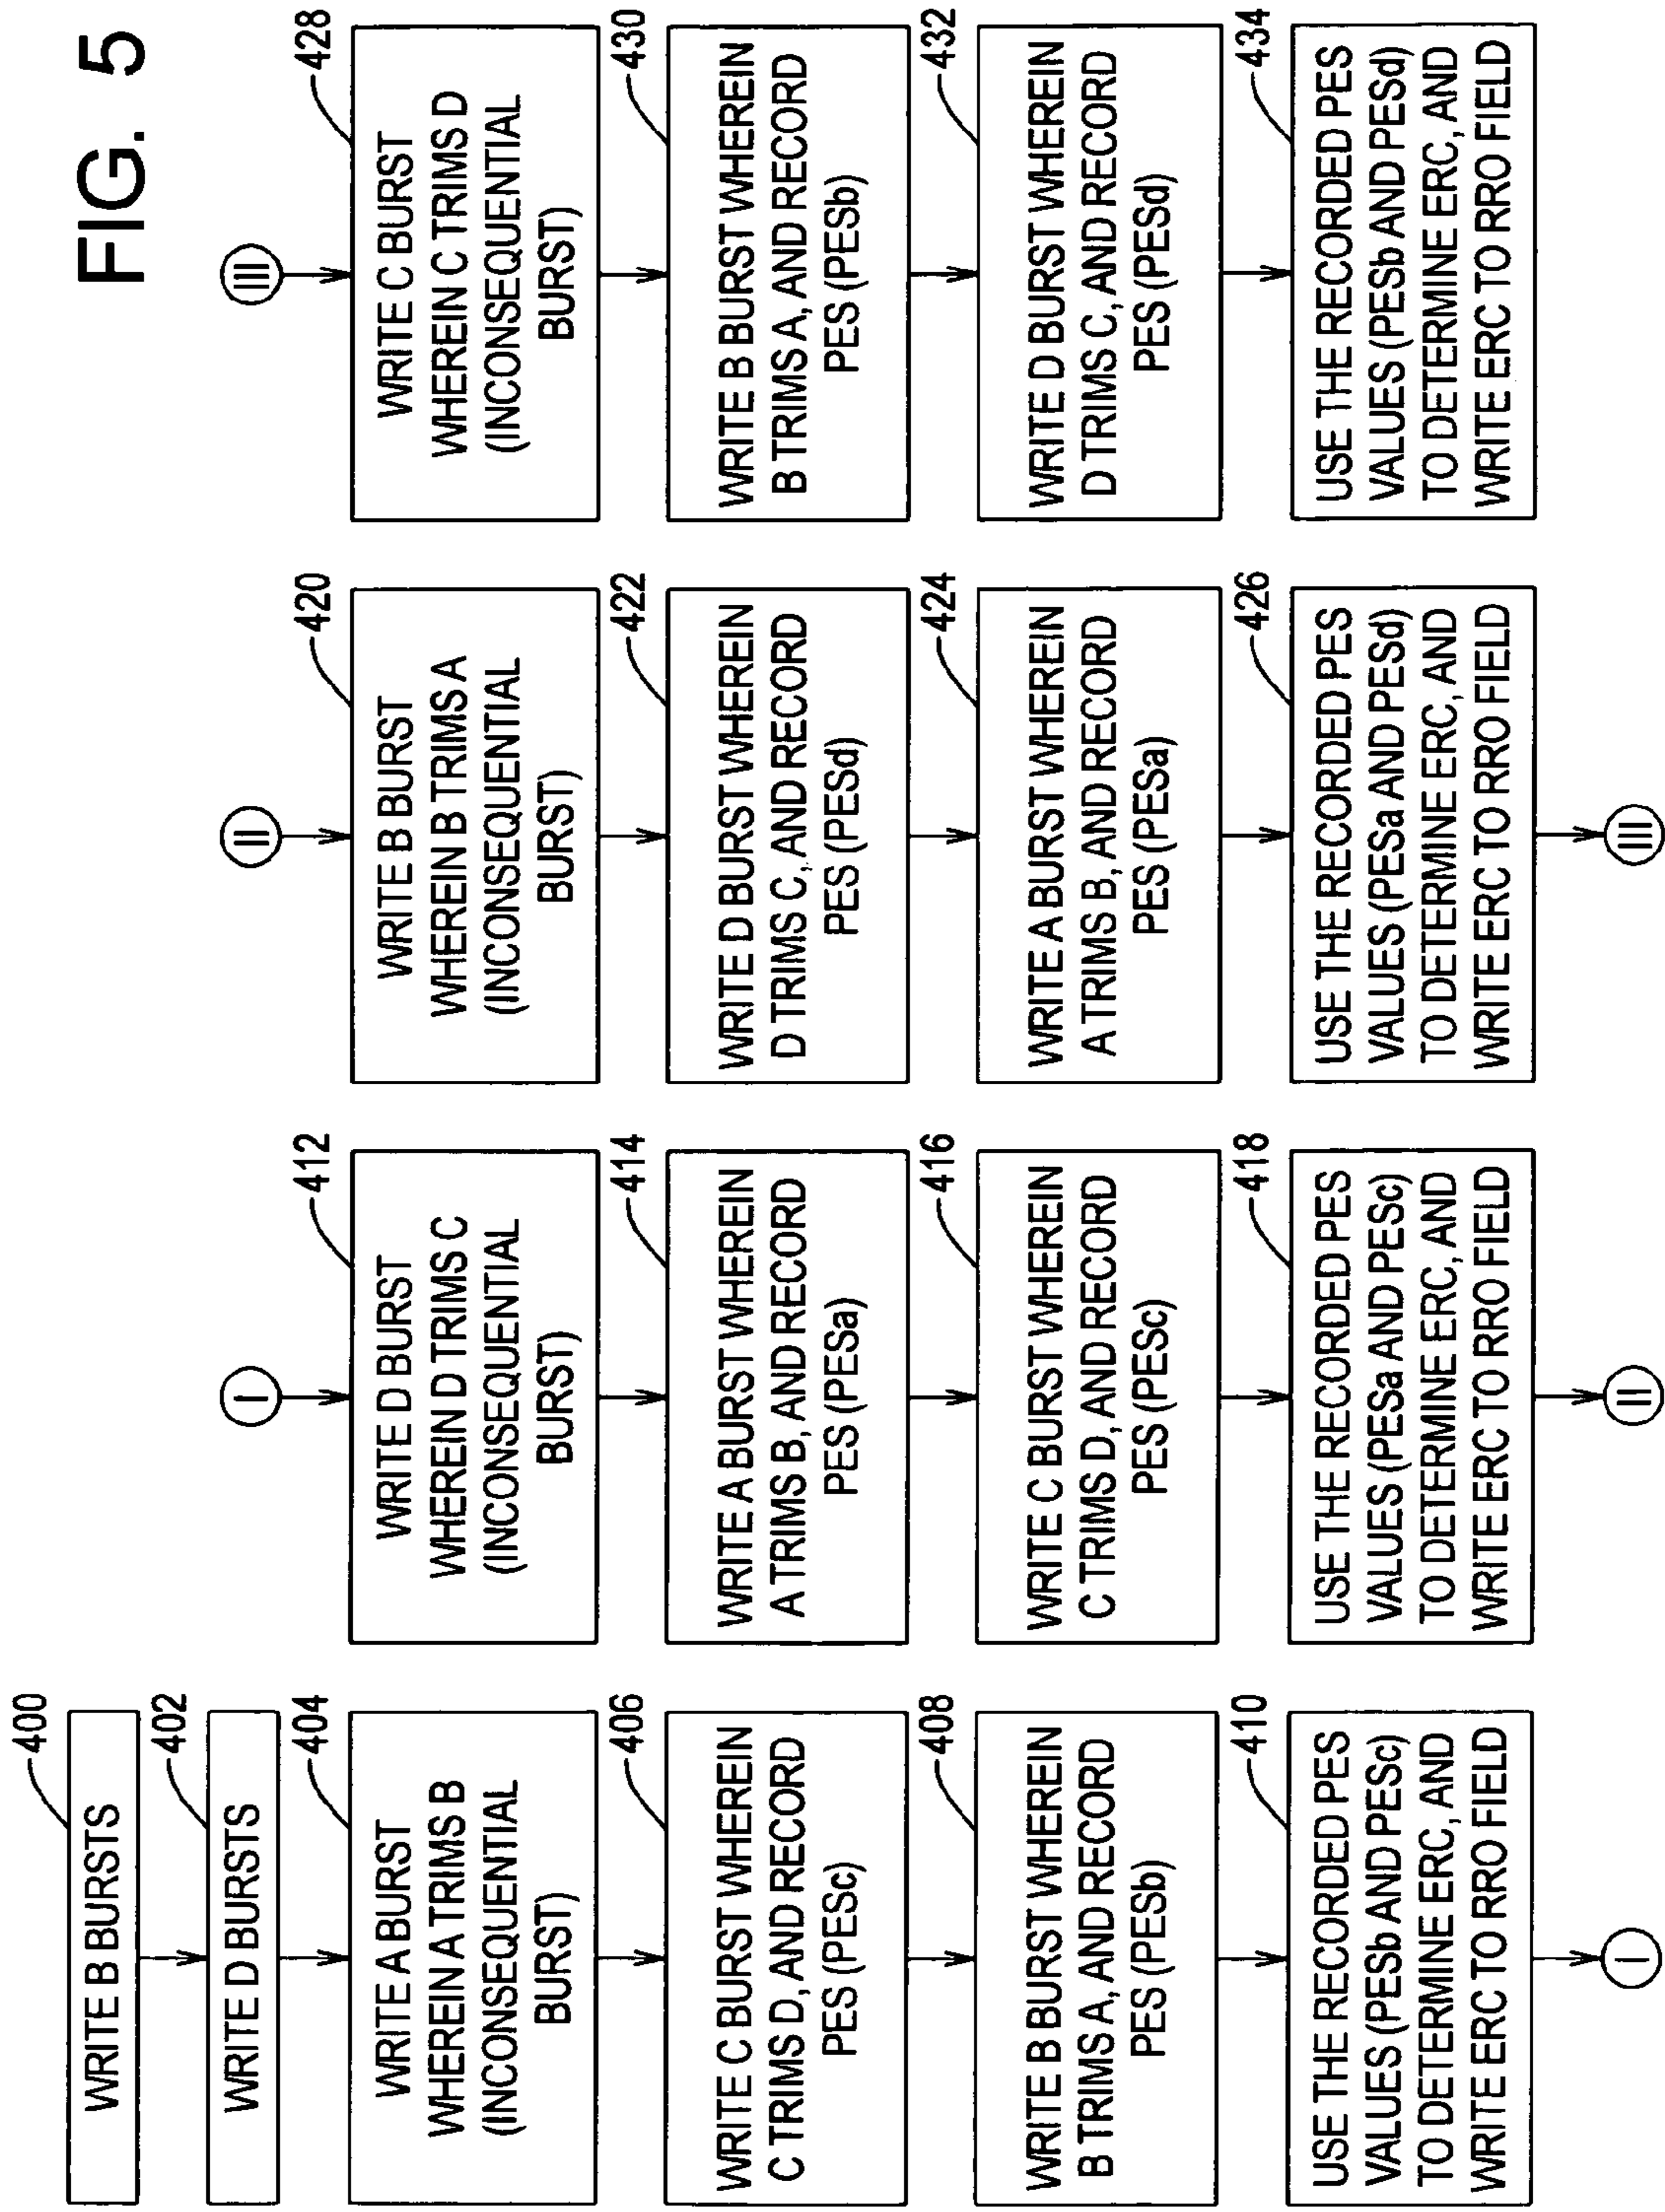 FIG. 5
400
WRITE B BURSTS
402
WRITE D BURSTS
404
WRITE A BURST
WHEREIN A TRIMS B
(INCONSEQUENTIAL
BURST)
406
WRITE C BURST WHEREIN
C TRIMS D, AND RECORD
PES (PESc)
408
WRITE B BURST WHEREIN
B TRIMS A, AND RECORD
PES (PESb)
410
USE THE RECORDED PES
VALUES (PESb AND PESc)
TO DETERMINE ERC, AND
WRITE ERC TO RRO FIELD
I
I
412
WRITE D BURST
WHEREIN D TRIMS C
(INCONSEQUENTIAL
BURST)
414
WRITE A BURST WHEREIN
A TRIMS B, AND RECORD
PES (PESa)
416
WRITE C BURST WHEREIN
C TRIMS D, AND RECORD
PES (PESc)
418
USE THE RECORDED PES
VALUES (PESa AND PESc)
TO DETERMINE ERC, AND
WRITE ERC TO RRO FIELD
II
II
420
WRITE B BURST
WHEREIN B TRIMS A
(INCONSEQUENTIAL
BURST)
422
WRITE D BURST WHEREIN
D TRIMS C, AND RECORD
PES (PESd)
424
WRITE A BURST WHEREIN
A TRIMS B, AND RECORD
PES (PESa)
426
USE THE RECORDED PES
VALUES (PESa AND PESd)
TO DETERMINE ERC, AND
WRITE ERC TO RRO FIELD
III
III
428
WRITE C BURST
WHEREIN C TRIMS D
(INCONSEQUENTIAL
BURST)
430
WRITE B BURST WHEREIN
B TRIMS A, AND RECORD
PES (PESb)
432
WRITE D BURST WHEREIN
D TRIMS C, AND RECORD
PES (PESd)
434
USE THE RECORDED PES
VALUES (PESb AND PESd)
TO DETERMINE ERC, AND
WRITE ERC TO RRO FIELD